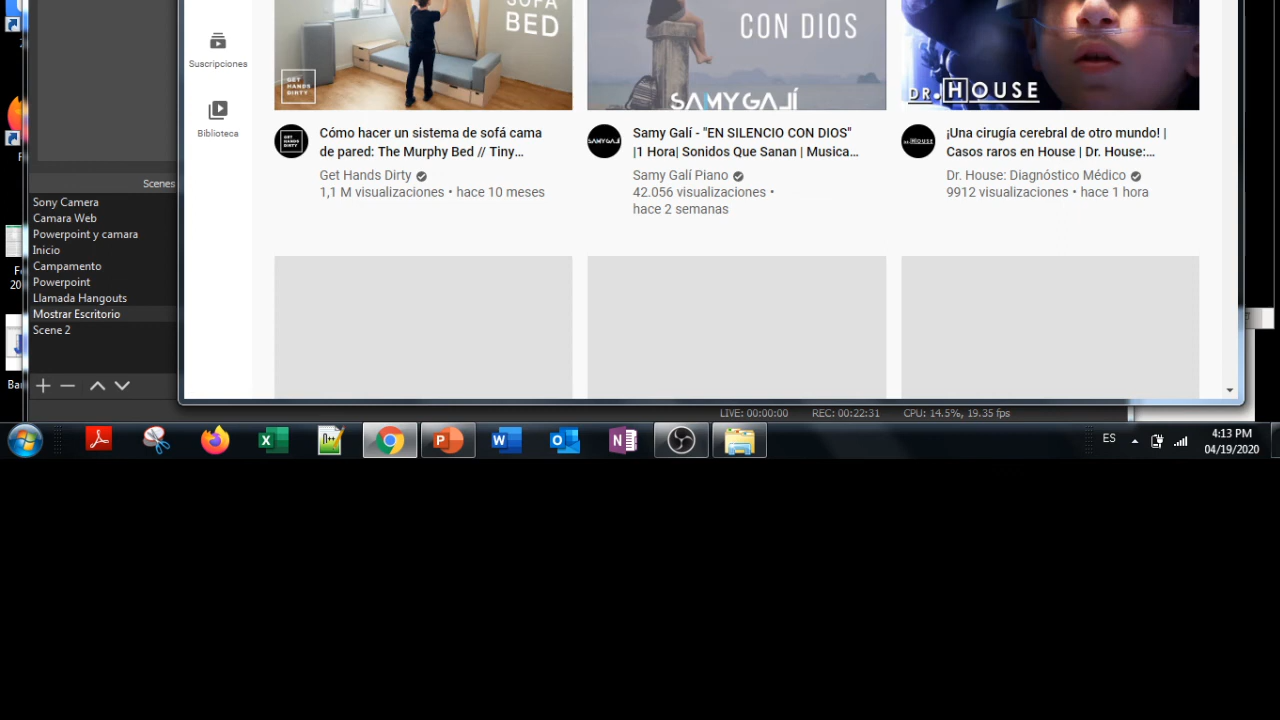 SOFA
BED
GET
HANDS
DIRTY
CON DIOS
SAMY GALÍ
DR. HOUSE
Suscripciones
Biblioteca
Cómo hacer un sistema de sofá cama
de pared: The Murphy Bed // Tiny...
Get Hands Dirty
1,1 M visualizaciones • hace 10 meses
Samy Galí - "EN SILENCIO CON DIOS"
|1 Hora| Sonidos Que Sanan | Musica...
Samy Galí Piano
42.056 visualizaciones •
hace 2 semanas
¡Una cirugía cerebral de otro mundo! |
Casos raros en House | Dr. House:...
Dr. House: Diagnóstico Médico
9912 visualizaciones • hace 1 hora
Scenes
Sony Camera
Camara Web
Powerpoint y camara
Inicio
Campamento
Powerpoint
Llamada Hangouts
Mostrar Escritorio
Scene 2
LIVE: 00:00:00 REC: 00:22:31 CPU: 14.5%, 19.35 fps
ES
4:13 PM
04/19/2020